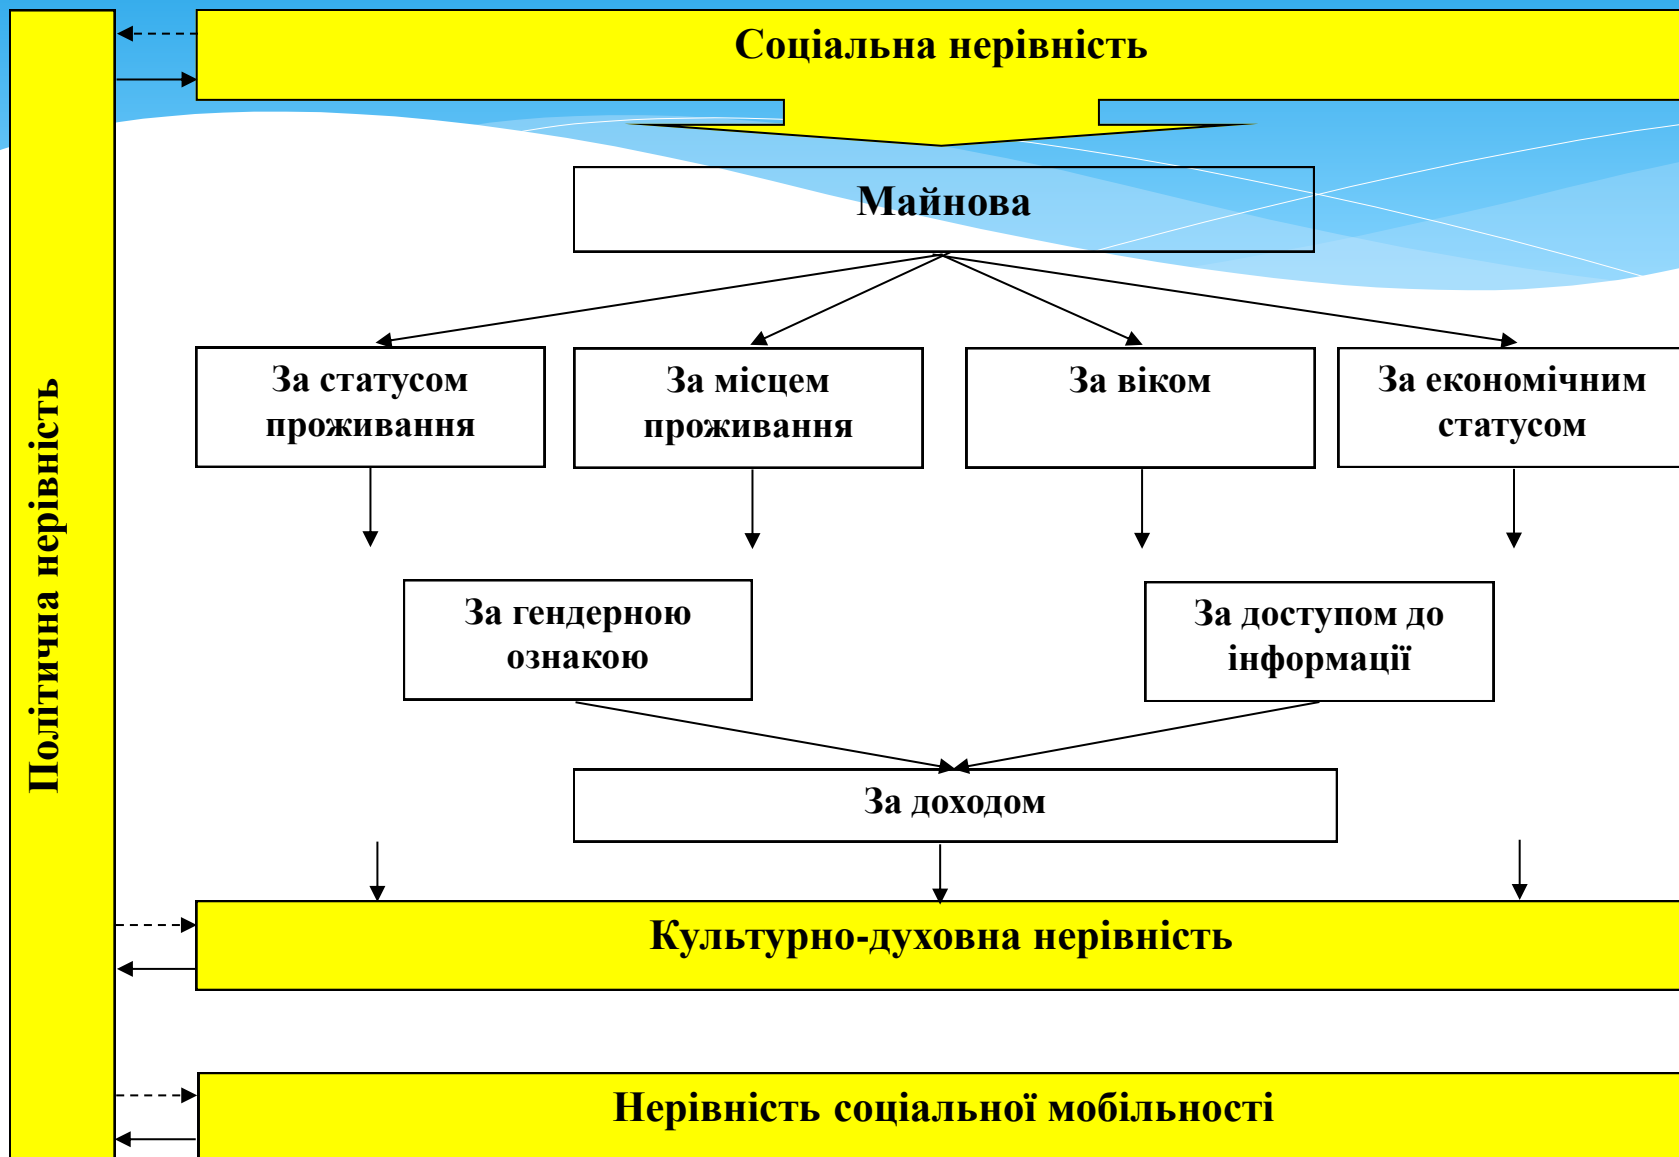 Політична нерівність
Соціальна нерівність
Майнова
За статусом
проживання
За місцем
проживання
За віком
За економічним
статусом
За гендерною
ознакою
За доступом до
інформації
За доходом
Культурно-духовна нерівність
Нерівність соціальної мобільності